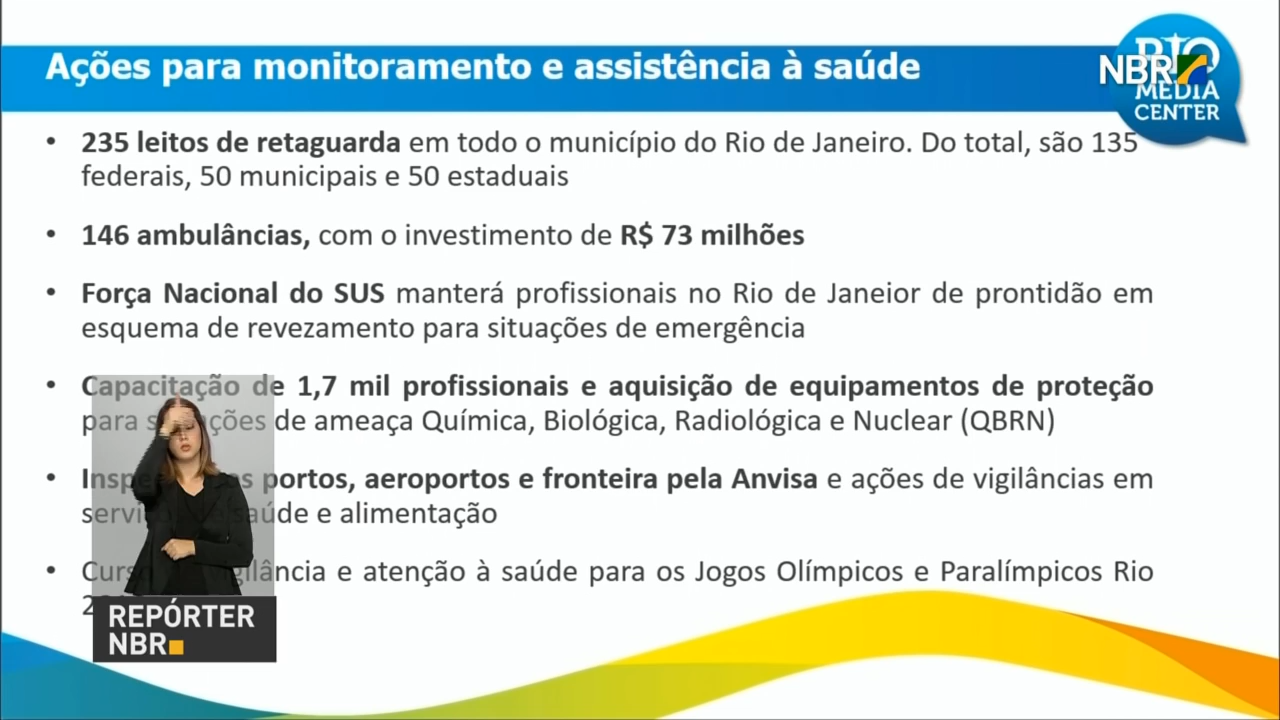 Ações para monitoramento e assistência à saúde
NBR
RIO
MEDIA
CENTER
• 235 leitos de retaguarda em todo o município do Rio de Janeiro. Do total, são 135
federais, 50 municipais e 50 estaduais
• 146 ambulâncias, com o investimento de R$ 73 milhões
• Força Nacional do SUS manterá profissionais no Rio de Janeior de prontidão em
esquema de revezamento para situações de emergência
• Capacitação de 1,7 mil profissionais e aquisição de equipamentos de proteção
para situações de ameaça Química, Biológica, Radiológica e Nuclear (QBRN)
• portos, aeroportos e fronteira pela Anvisa e ações de vigilâncias em
saúde e alimentação
• vigilância e atenção à saúde para os Jogos Olímpicos e Paralímpicos Rio
REPÓRTER
NBR